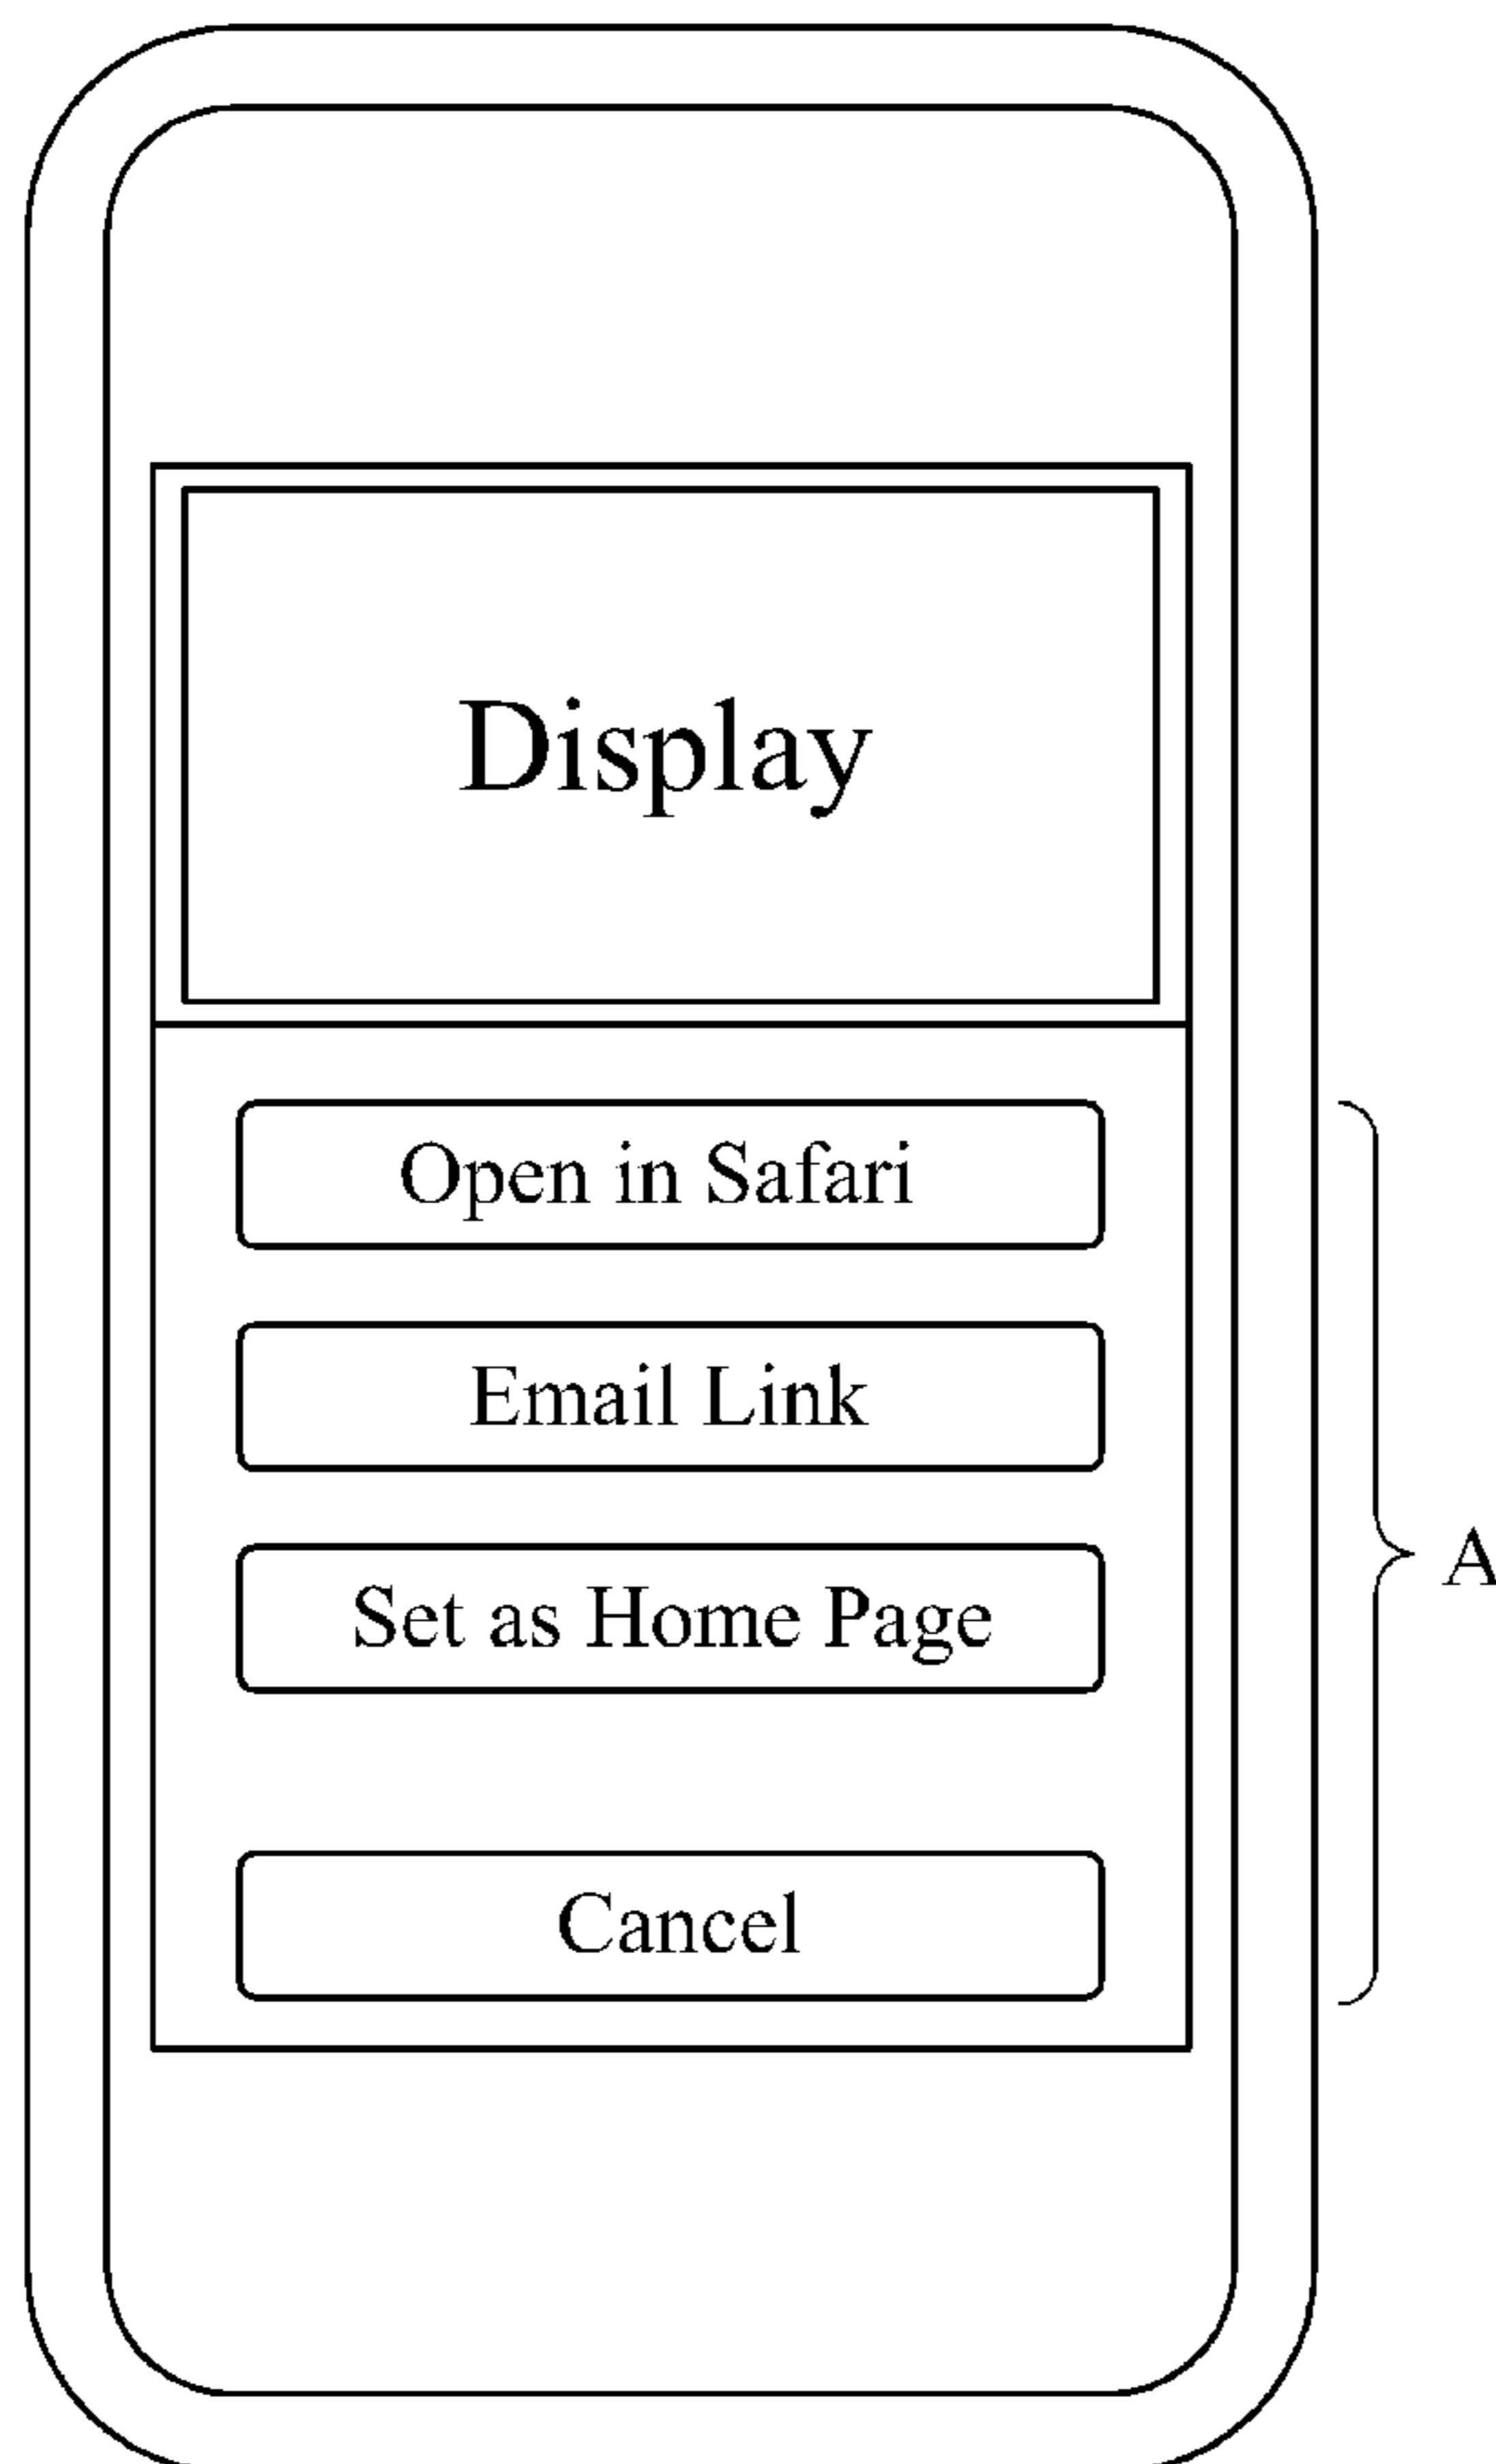 Display
Open in Safari
Email Link
Set as Home Page
A
Cancel